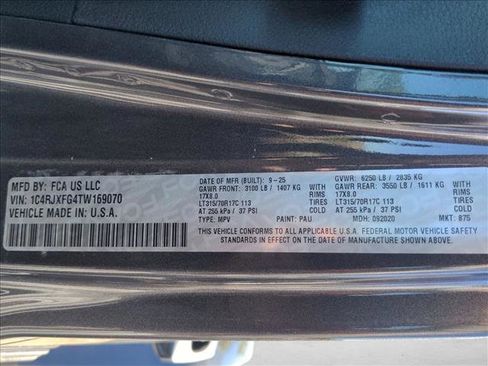 MFD BY: FCA US LLC
VIN: 1C4RJXFG4TW169070
VEHICLE MADE IN U.S.A.
DATE OF MFR (BUILT): 9-25
GAWR FRONT: 3100 LB / 1407 KG WITH
17X8.0 RIMS
LT315/70R17C 113 TIRES
AT 255 kPa / 37 PSI
TYPE: MPV PAINT: PAU
GVWR: 6250 LB / 2835 KG
GAWR REAR: 3550 LB / 1611 KG WITH
17X8.0 RIMS
LT315/70R17C 113 TIRES
AT 255 kPa / 37 PSI
MDH: 092020 MKT: 875
THIS VEHICLE CONFORMS TO ALL APPLICABLE U.S.A. FEDERAL MOTOR VEHICLE SAFETY
STANDARDS IN EFFECT ON THE DATE OF MANUFACTURE SHOWN ABOVE.